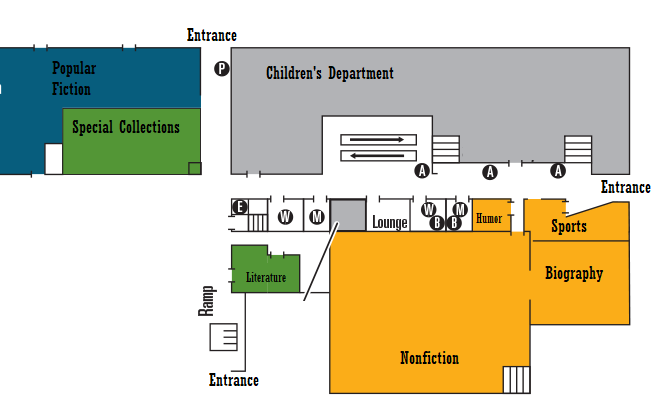 Entrance
Popular
Fiction
P
Children's Department
Special Collections
A
A
A
Entrance
E
W
M
Lounge
W
B
M
B
Humor
Sports
Literature
Biography
Ramp
Nonfiction
Entrance